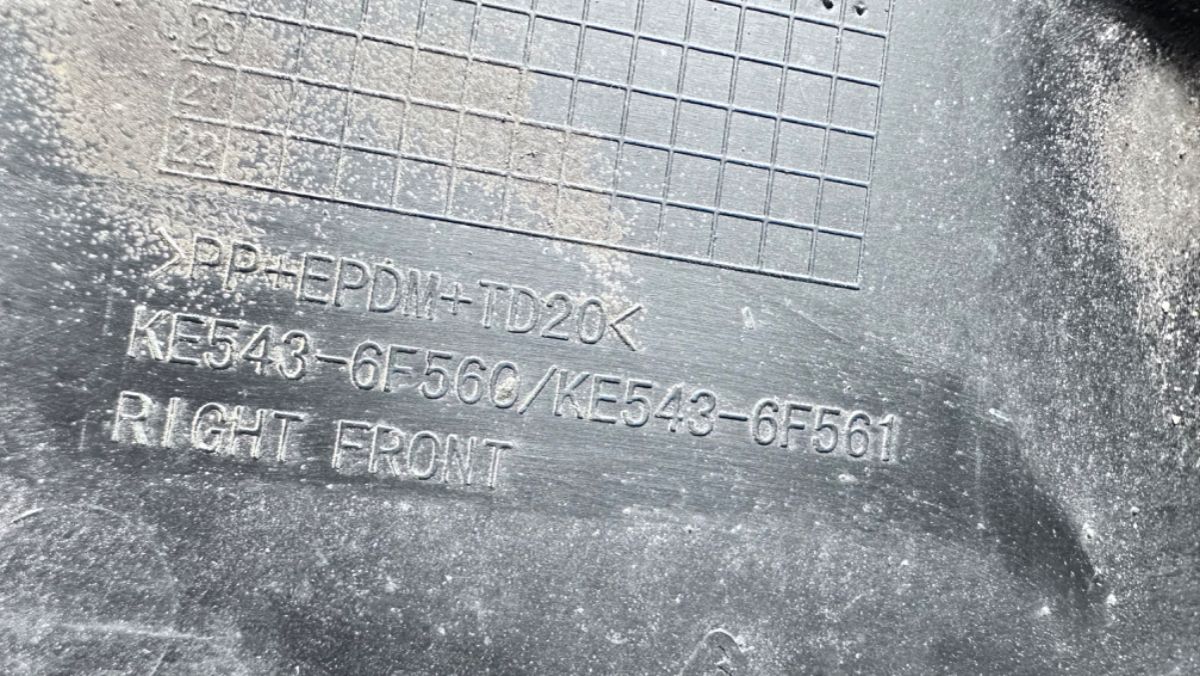 20
21
22
>PP+EPDM+TD20<
KE543-6F560/KE543-6F561
RIGHT FRONT